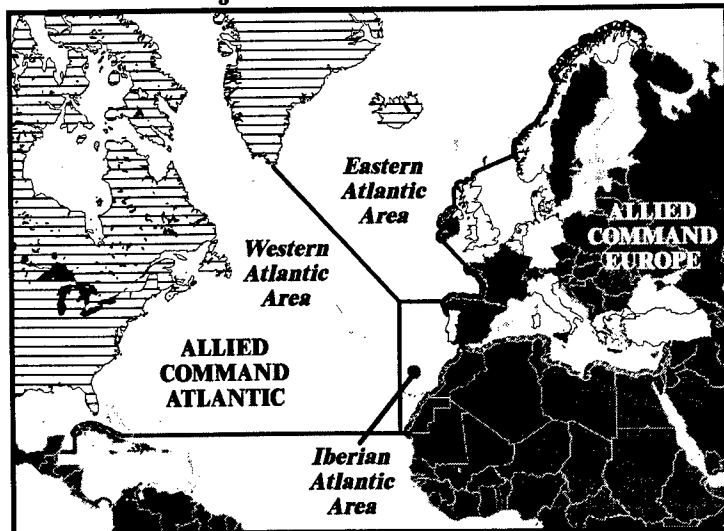 Eastern
Atlantic
Area
Western
Atlantic
Area
ALLIED
COMMAND
EUROPE
ALLIED
COMMAND
ATLANTIC
Iberian
Atlantic
Area